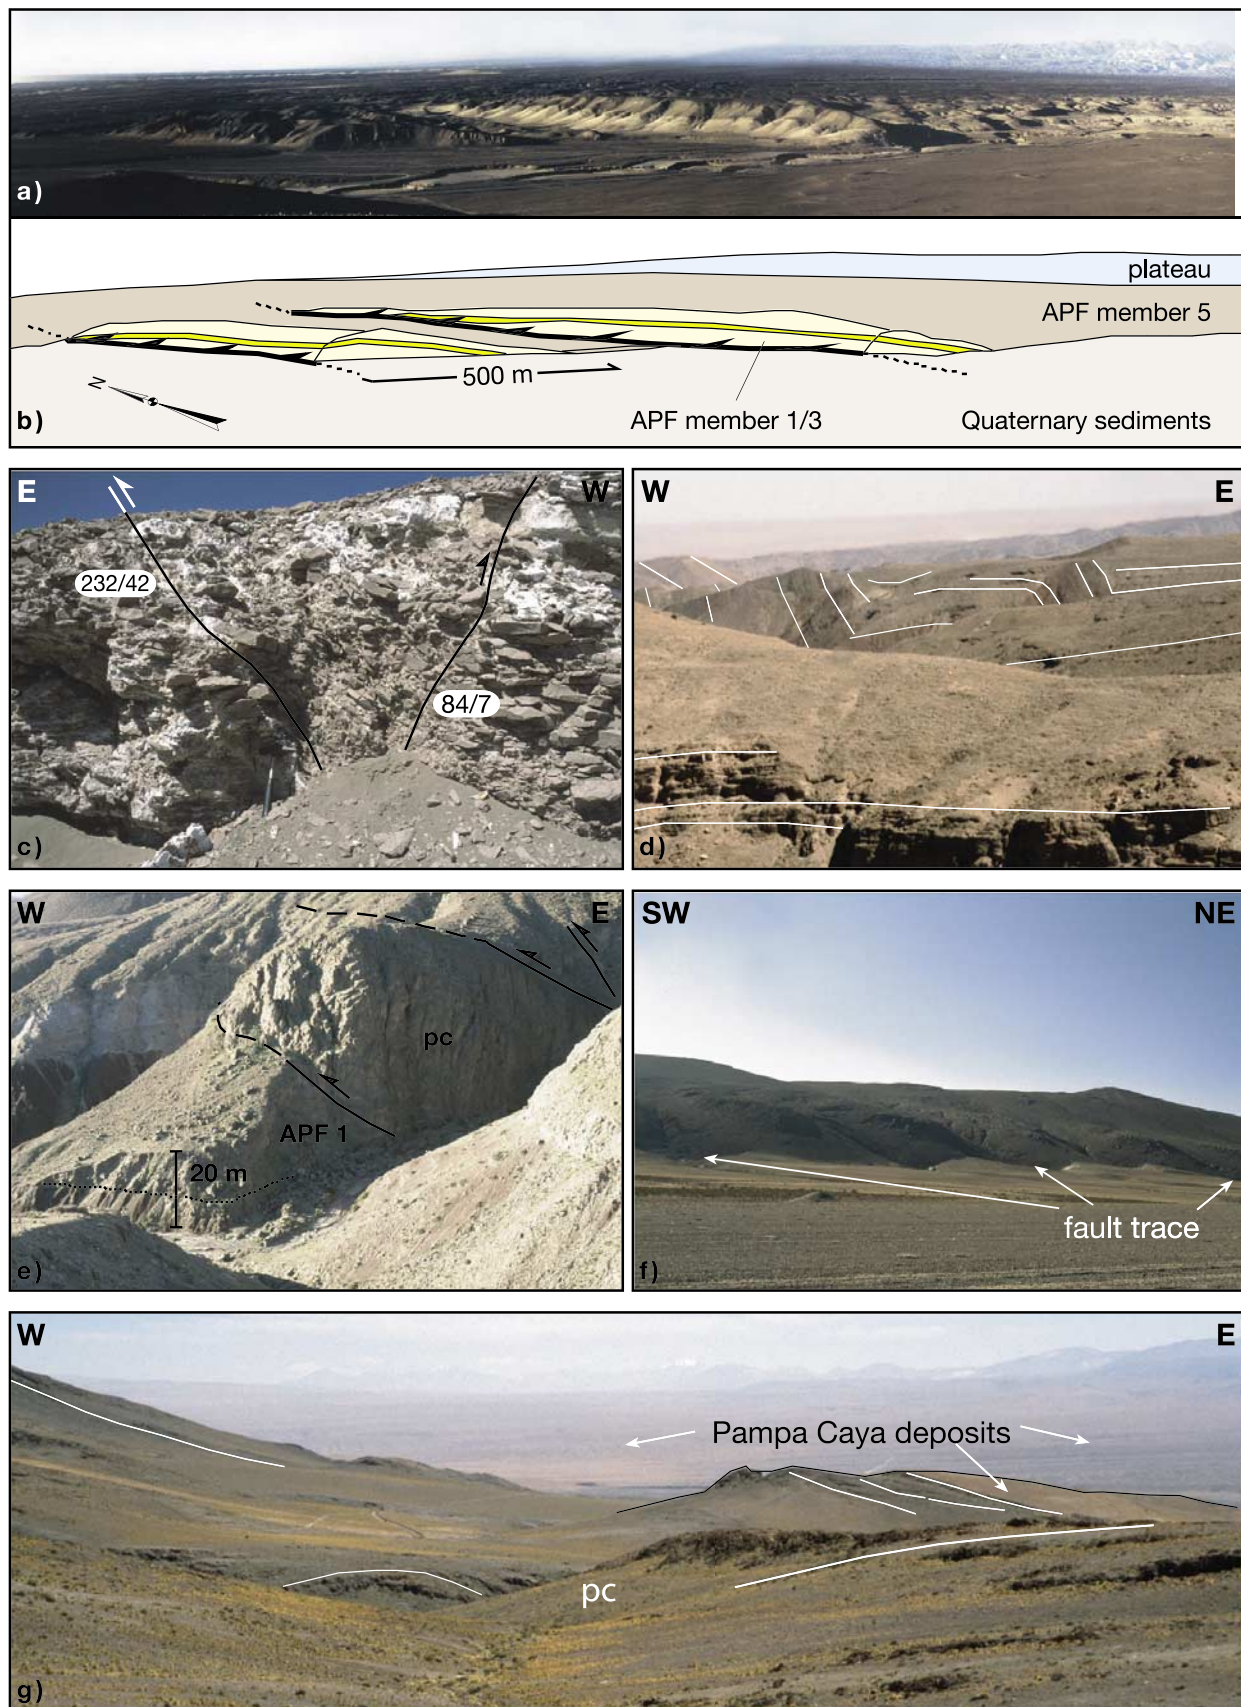 a)
plateau
APF member 5
500 m
N
APF member 1/3
Quaternary sediments
b)
E
W
232/42
84/7
c)
W
E
d)
W
E
pc
APF 1
20 m
e)
SW
NE
fault trace
f)
W
E
Pampa Caya deposits
pc
g)